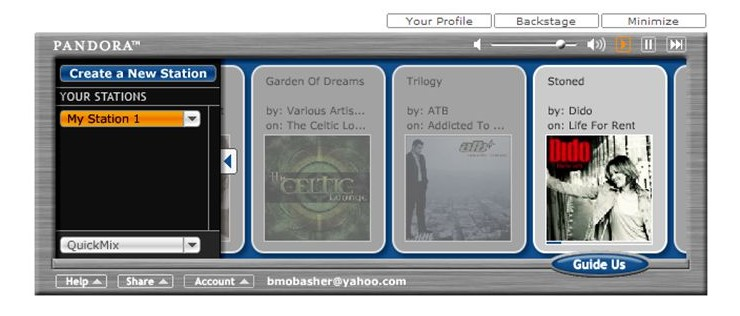 Your Profile
Backstage
Minimize
PANDORA™
Create a New Station
YOUR STATIONS
My Station 1
QuickMix
Garden Of Dreams
by: Various Artis...
on: The Celtic Lo...
The
CELTIC
Lounge
Trilogy
by: ATB
on: Addicted To ...
Stoned
by: Dido
on: Life For Rent
Dido
Guide Us
Help
Share
Account
bmobasher@yahoo.com